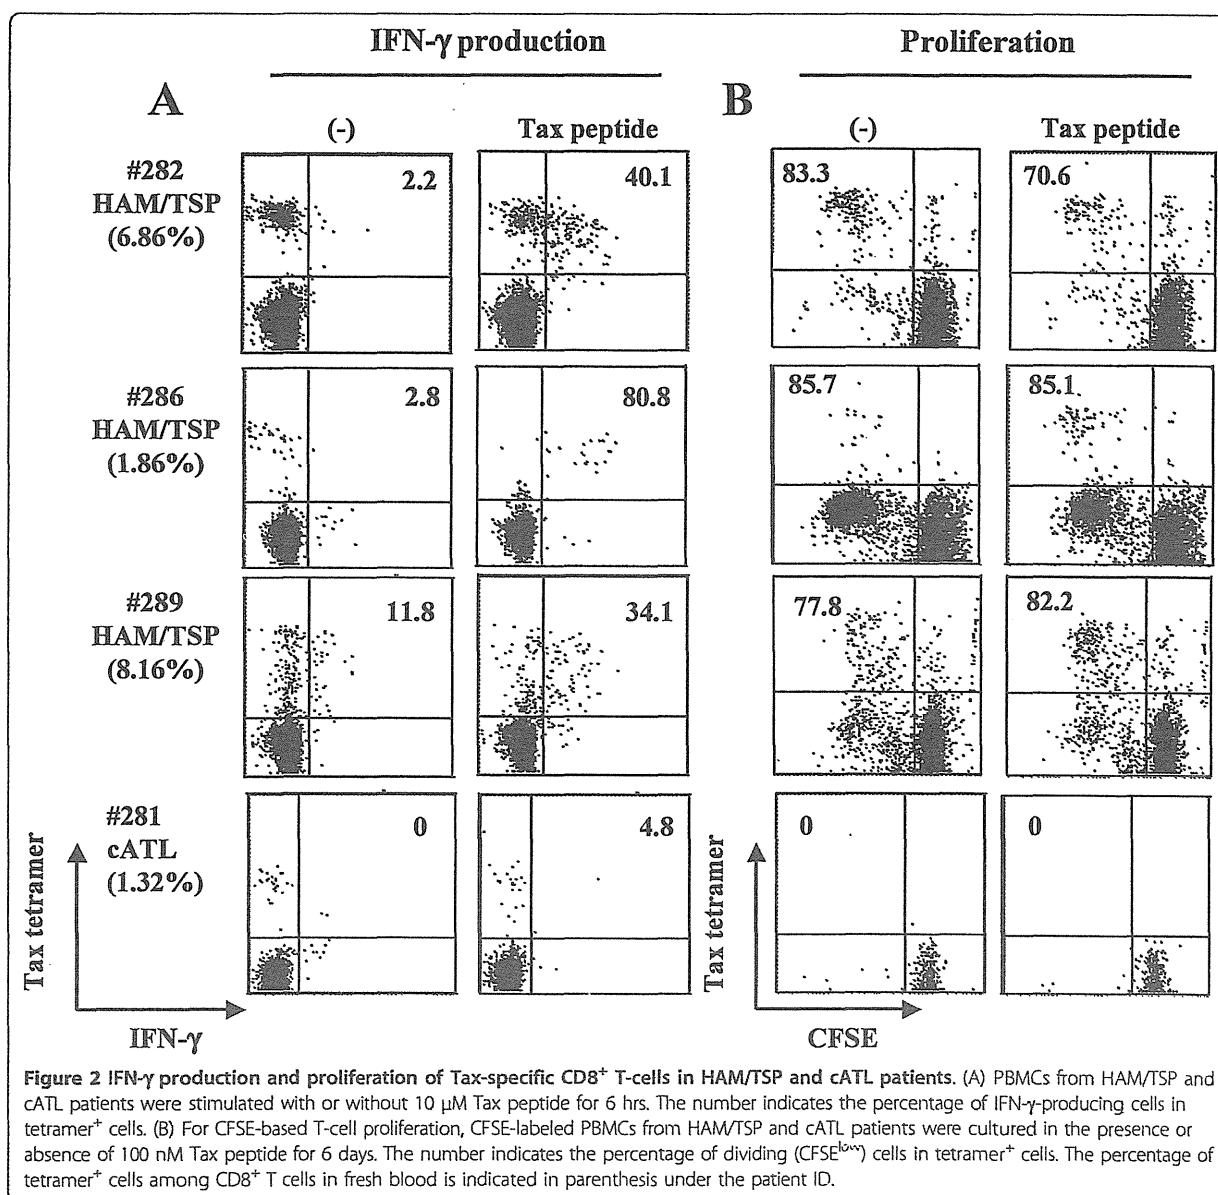 IFN-γ production
Proliferation
A
B
(-)
Tax peptide
(-)
Tax peptide
#282
HAM/TSP
(6.86%)
2.2
40.1
83.3
70.6
#286
HAM/TSP
(1.86%)
2.8
80.8
85.7
85.1
#289
HAM/TSP
(8.16%)
11.8
34.1
77.8
82.2
#281
cATL
(1.32%)
0
4.8
0
0
Tax tetramer
IFN-γ
Tax tetramer
CFSE
Figure 2 IFN-γ production and proliferation of Tax-specific CD8⁺ T-cells in HAM/TSP and cATL patients. (A) PBMCs from HAM/TSP and
cATL patients were stimulated with or without 10 μM Tax peptide for 6 hrs. The number indicates the percentage of IFN-γ-producing cells in
tetramer⁺ cells. (B) For CFSE-based T-cell proliferation, CFSE-labeled PBMCs from HAM/TSP and cATL patients were cultured in the presence or
absence of 100 nM Tax peptide for 6 days. The number indicates the percentage of dividing (CFSEˡᵒʷ) cells in tetramer⁺ cells. The percentage of
tetramer⁺ cells among CD8⁺ T cells in fresh blood is indicated in parenthesis under the patient ID.